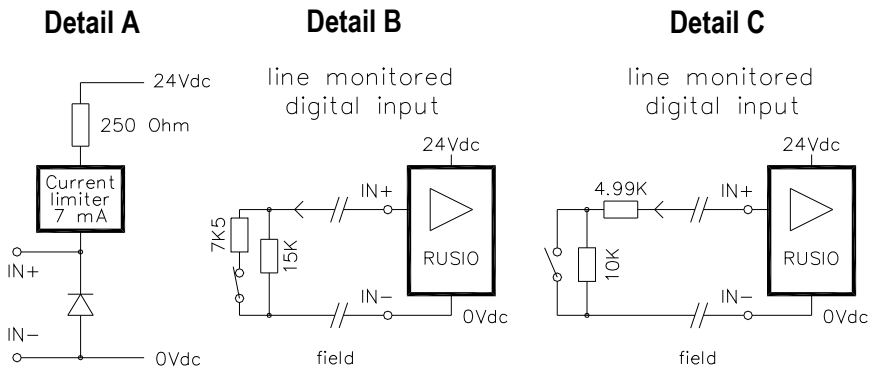 Detail A
24Vdc
250 Ohm
Current
limiter
7 mA
IN+
IN-
0Vdc
Detail B
line monitored
digital input
24Vdc
IN+
7K5
15K
RUSIO
IN-
0Vdc
field
Detail C
line monitored
digital input
24Vdc
4.99K
IN+
10K
RUSIO
IN-
0Vdc
field